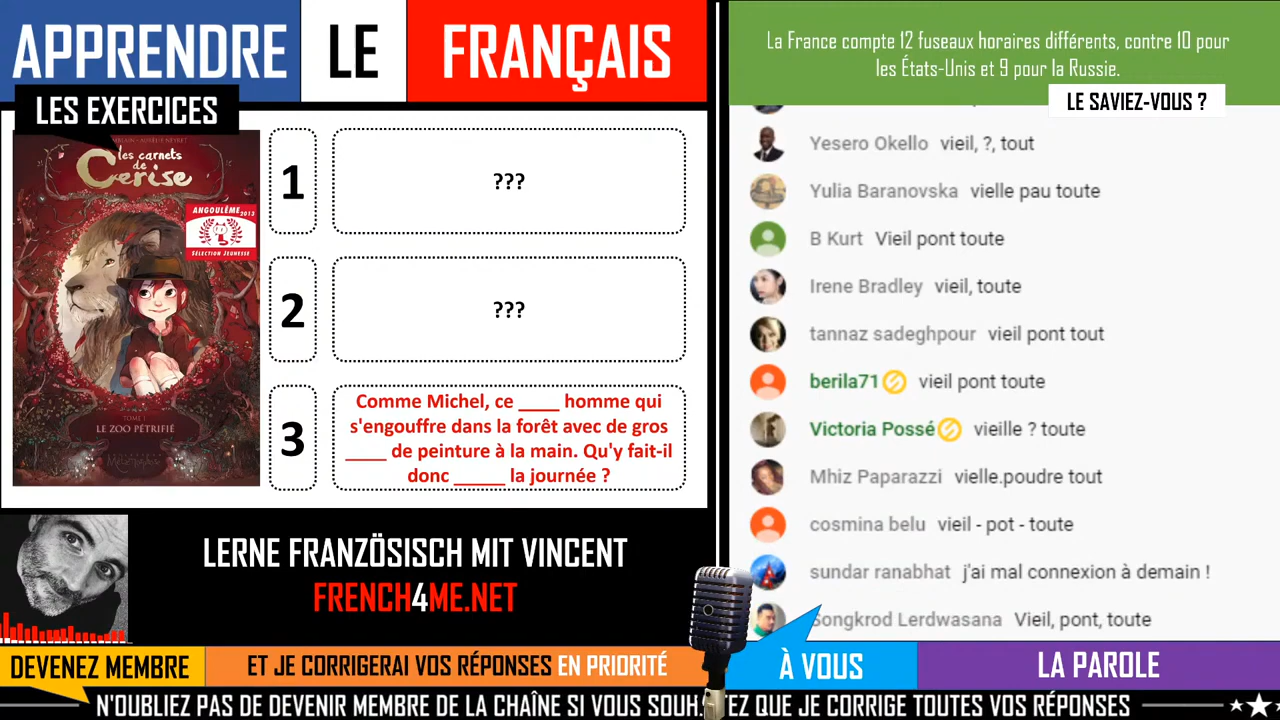 APPRENDRE LE FRANÇAIS
LES EXERCICES
les carnets
de
Cerise
ANGOULÊME 2013
SÉLECTION JEUNESSE
TOME 1
LE ZOO PÉTRIFIÉ
1
???
2
???
3
Comme Michel, ce ____ homme qui
s'engouffre dans la forêt avec de gros
____ de peinture à la main. Qu'y fait-il
donc _____ la journée ?
LERNE FRANZÖSISCH MIT VINCENT
FRENCH4ME.NET
La France compte 12 fuseaux horaires différents, contre 10 pour
les États-Unis et 9 pour la Russie.
LE SAVIEZ-VOUS ?
Yesero Okello vieil, ?, tout
Yulia Baranovska vielle pau toute
B Kurt Vieil pont toute
Irene Bradley vieil, toute
tannaz sadeghpour vieil pont tout
berila71 vieil pont toute
Victoria Possé vieille ? toute
Mhiz Paparazzi vielle.poudre tout
cosmina belu vieil - pot - toute
sundar ranabhat j'ai mal connexion à demain !
Songkrod Lerdwasana Vieil, pont, toute
DEVENEZ MEMBRE
ET JE CORRIGERAI VOS RÉPONSES EN PRIORITÉ
À VOUS
LA PAROLE
N'OUBLIEZ PAS DE DEVENIR MEMBRE DE LA CHAÎNE SI VOUS QUE JE CORRIGE TOUTES VOS RÉPONSES